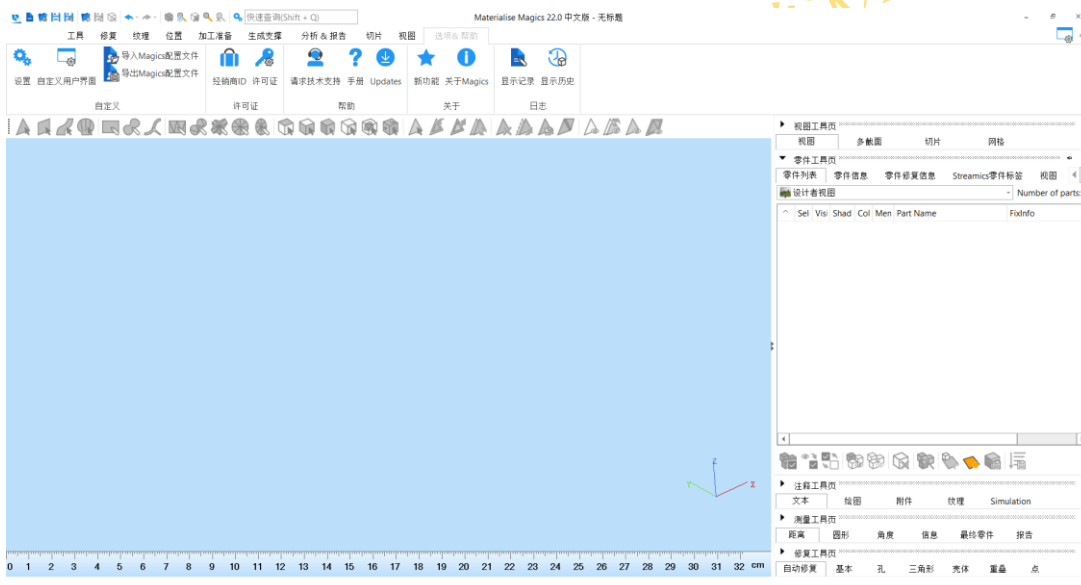 快速查询(Shift + Q)
Materialise Magics 22.0 中文版 - 无标题
工具 修复 纹理 位置 加工准备 生成支撑 分析 & 报告 切片 视图 选项& 帮助
导入Magics配置文件
导出Magics配置文件
设置 自定义用户界面 经销商ID 许可证 请求技术支持 手册 Updates 新功能 关于Magics 显示记录 显示历史
自定义 许可证 帮助 关于 日志
视图工具页
视图 多截面 切片 网格
零件工具页
零件列表 零件信息 零件修复信息 Streamics零件标签 视图
设计者视图 Number of parts:
Sel Visi Shad Col Men Part Name FixInfo
Z
Y X
注释工具页
文本 绘图 附件 纹理 Simulation
测量工具页
距离 圆形 角度 信息 最终零件 报告
修复工具页
自动修复 基本 孔 三角形 壳体 重叠 点
0 1 2 3 4 5 6 7 8 9 10 11 12 13 14 15 16 17 18 19 20 21 22 23 24 25 26 27 28 29 30 31 32 cm